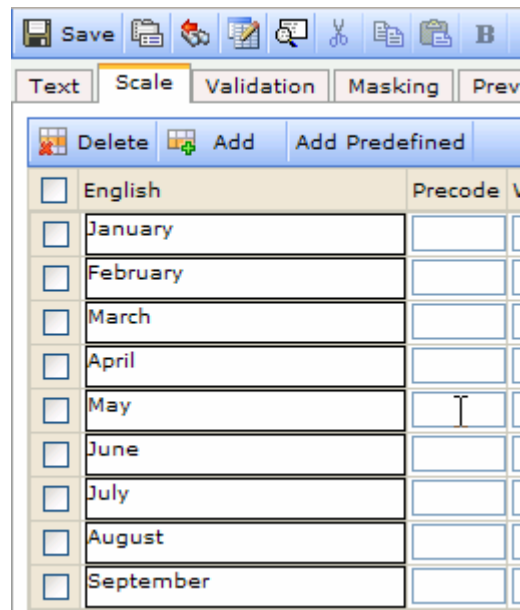 Save B
Text Scale Validation Masking Prev
Delete Add Add Predefined
English Precode
January
February
March
April
May
June
July
August
September